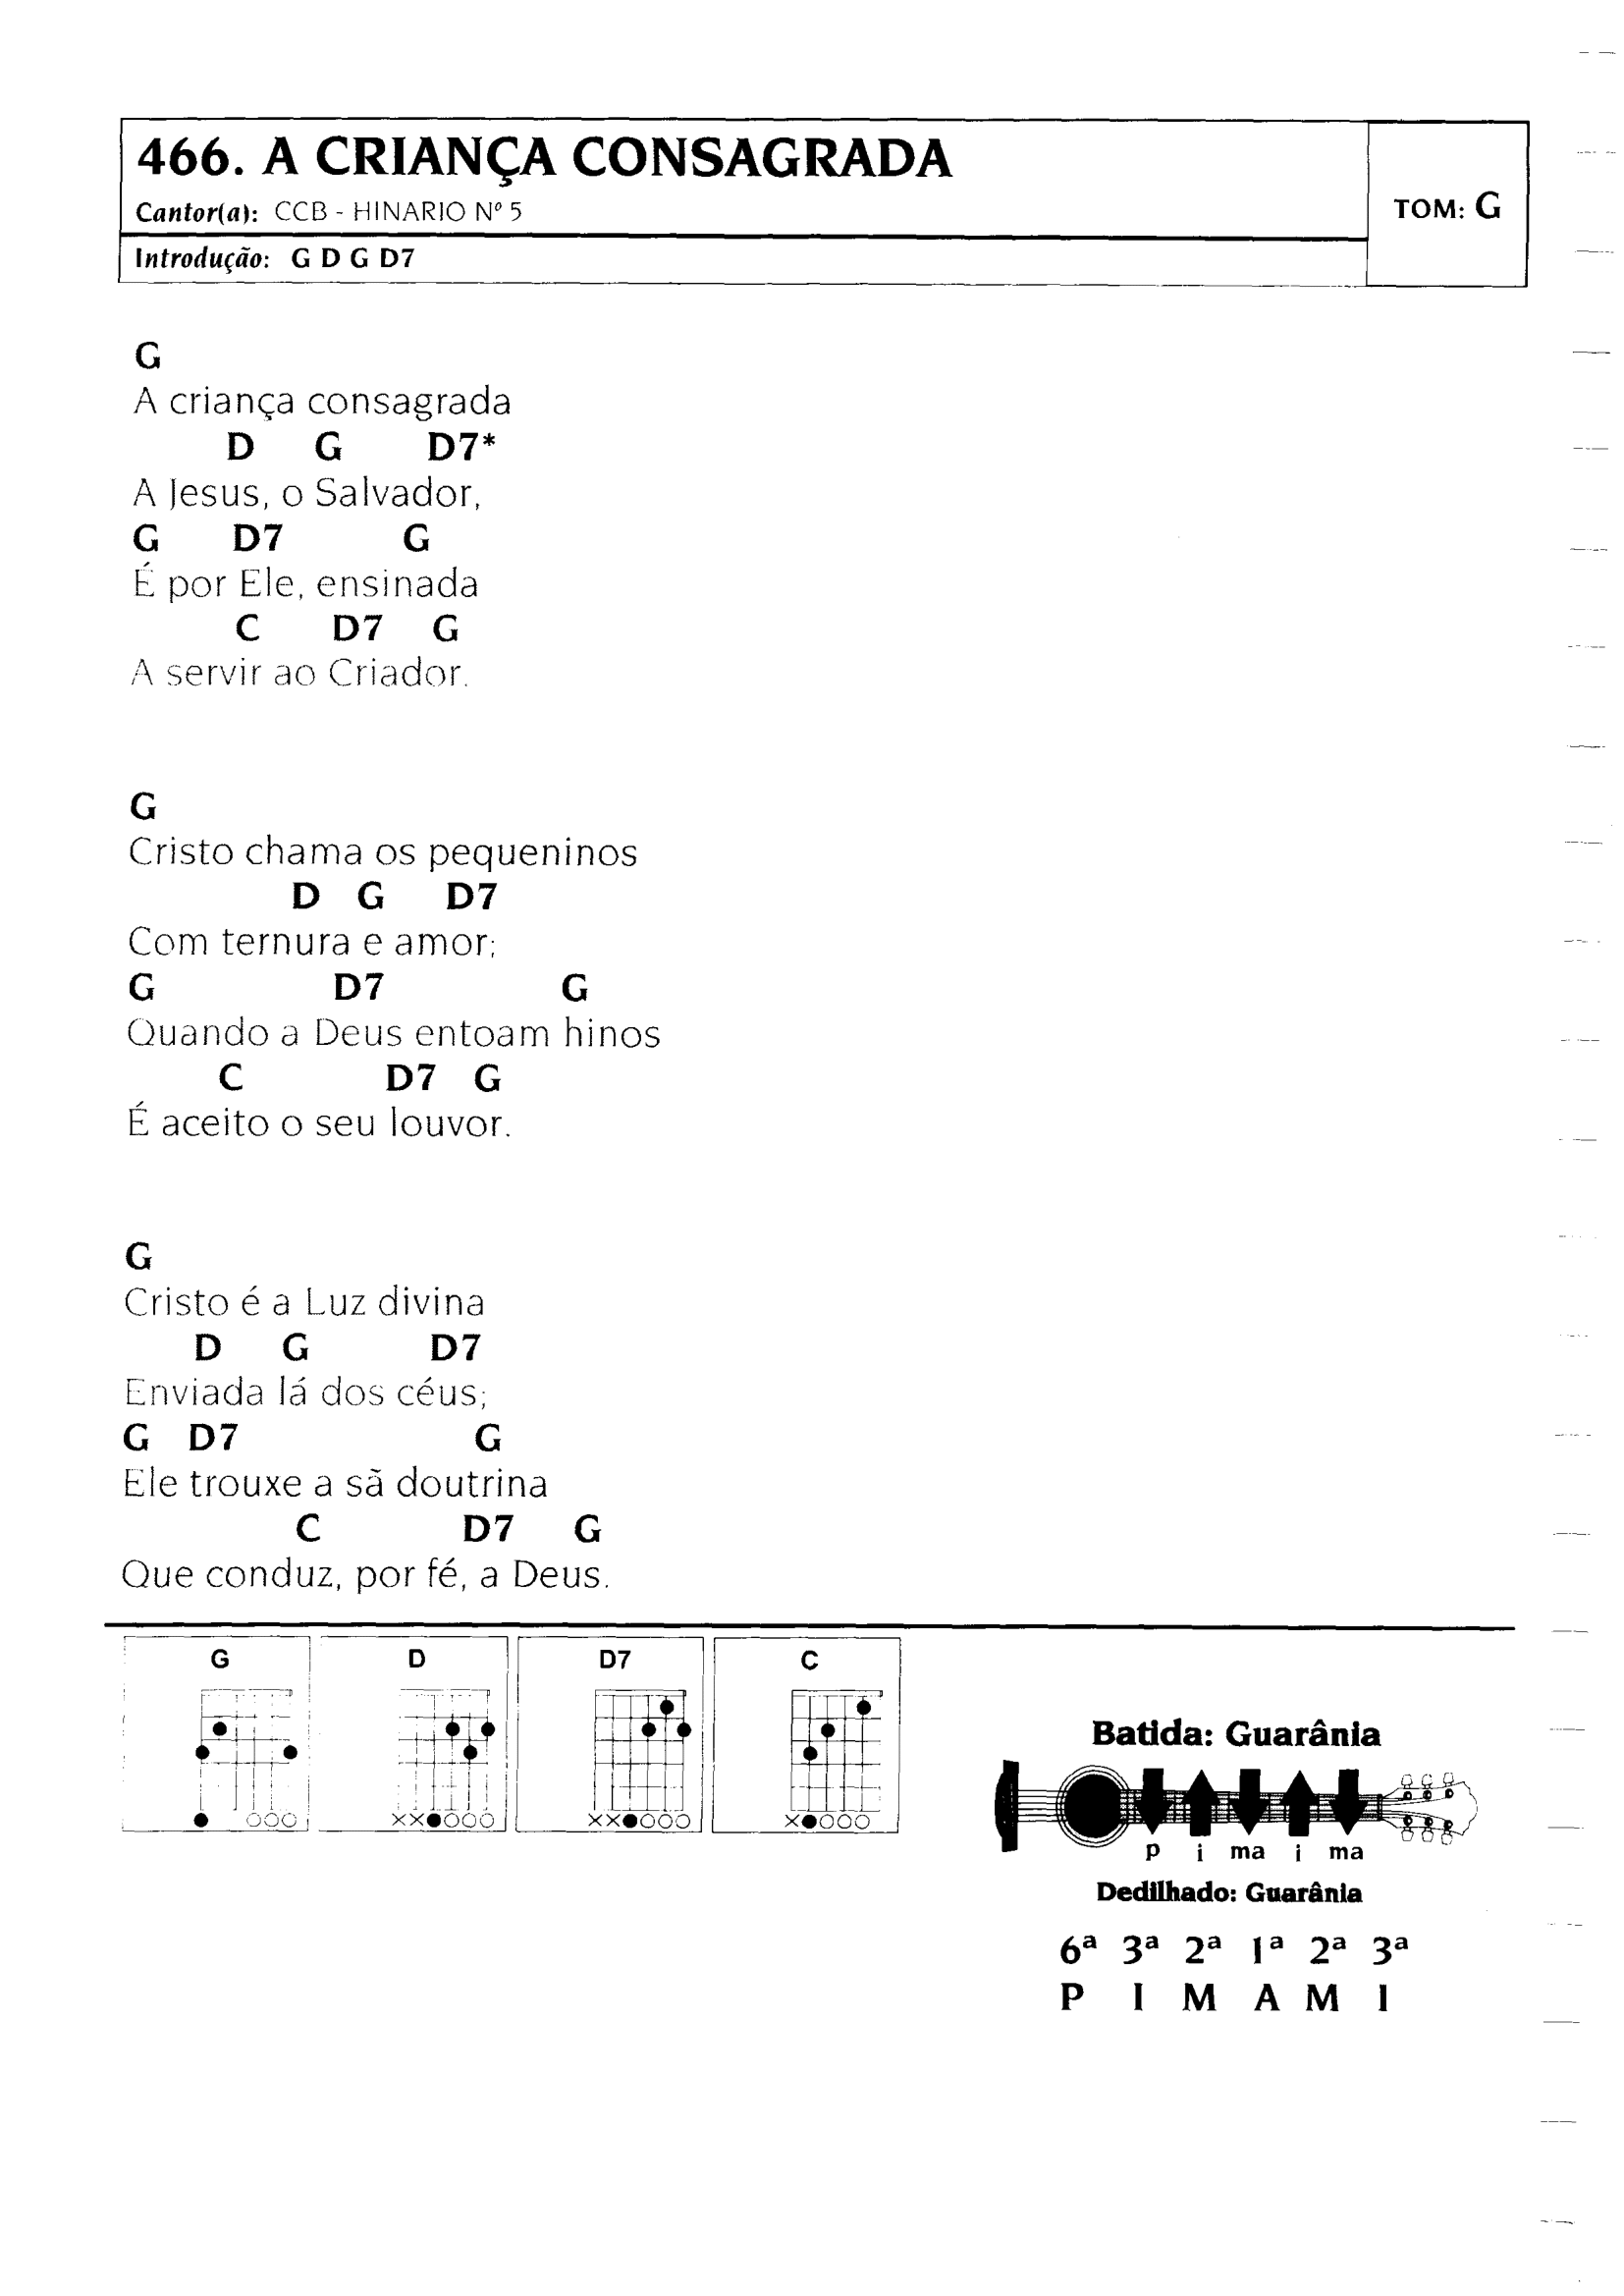 466. A CRIANÇA CONSAGRADA
Cantor(a): CCB - HINARIO Nº 5
TOM: G
Introdução: G D G D7
G
A criança consagrada
D G D7*
A Jesus, o Salvador,
G D7 G
É por Ele, ensinada
C D7 G
A servir ao Criador.
G
Cristo chama os pequeninos
D G D7
Com ternura e amor;
G D7 G
Quando a Deus entoam hinos
C D7 G
É aceito o seu louvor.
G
Cristo é a Luz divina
D G D7
Enviada lá dos céus;
G D7 G
Ele trouxe a sã doutrina
C D7 G
Que conduz, por fé, a Deus.
G D D7 C
Batida: Guarânia
p i ma i ma
Dedilhado: Guarânia
6ª 3ª 2ª 1ª 2ª 3ª
P I M A M I